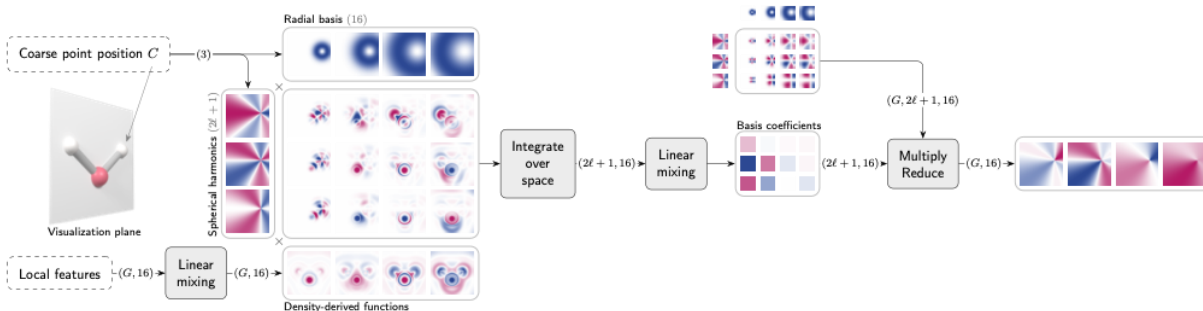 Radial basis (16)
Coarse point position C
(3)
Spherical harmonics (2ℓ + 1)
×
×
Visualization plane
Local features
(G, 16)
Linear
mixing
(G, 16)
Density-derived functions
Integrate
over
space
(2ℓ+1, 16)
Linear
mixing
Basis coefficients
(2ℓ+1, 16)
(G, 2ℓ+1, 16)
Multiply
Reduce
(G, 16)